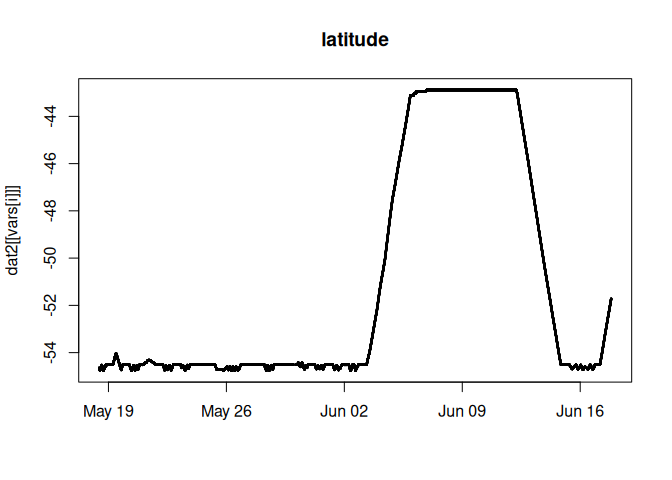 latitude
dat2[[vars[i]]]
-44
-46
-48
-50
-52
-54
May 19
May 26
Jun 02
Jun 09
Jun 16